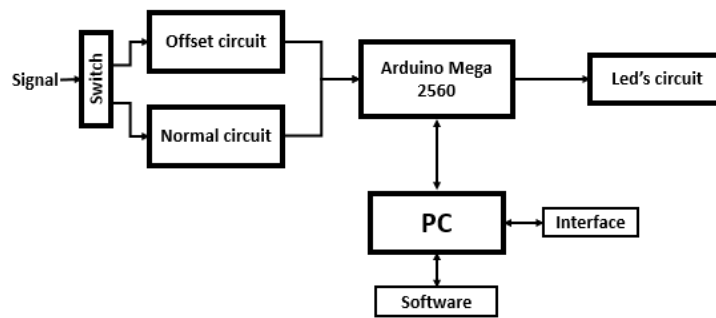 Offset circuit
Signal
Switch
Normal circuit
Arduino Mega
2560
Led's circuit
PC
Interface
Software